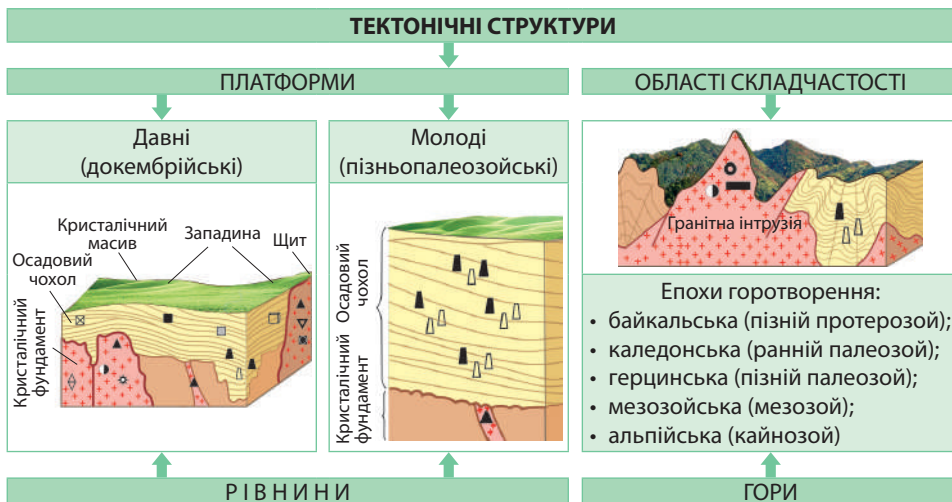 ТЕКТОНІЧНІ СТРУКТУРИ
ПЛАТФОРМИ
ОБЛАСТІ СКЛАДЧАСТОСТІ
Давні
(докембрійські)
Кристалічний
масив
Западина
Щит
Осадовий
чохол
Кристалічний
фундамент
Молоді
(пізньопалеозойські)
Осадовий чохол
Кристалічний
фундамент
Гранітна інтрузія
Епохи горотворення:
• байкальська (пізній протерозой);
• каледонська (ранній палеозой);
• герцинська (пізній палеозой);
• мезозойська (мезозой);
• альпійська (кайнозой)
РІВНИНИ
ГОРИ